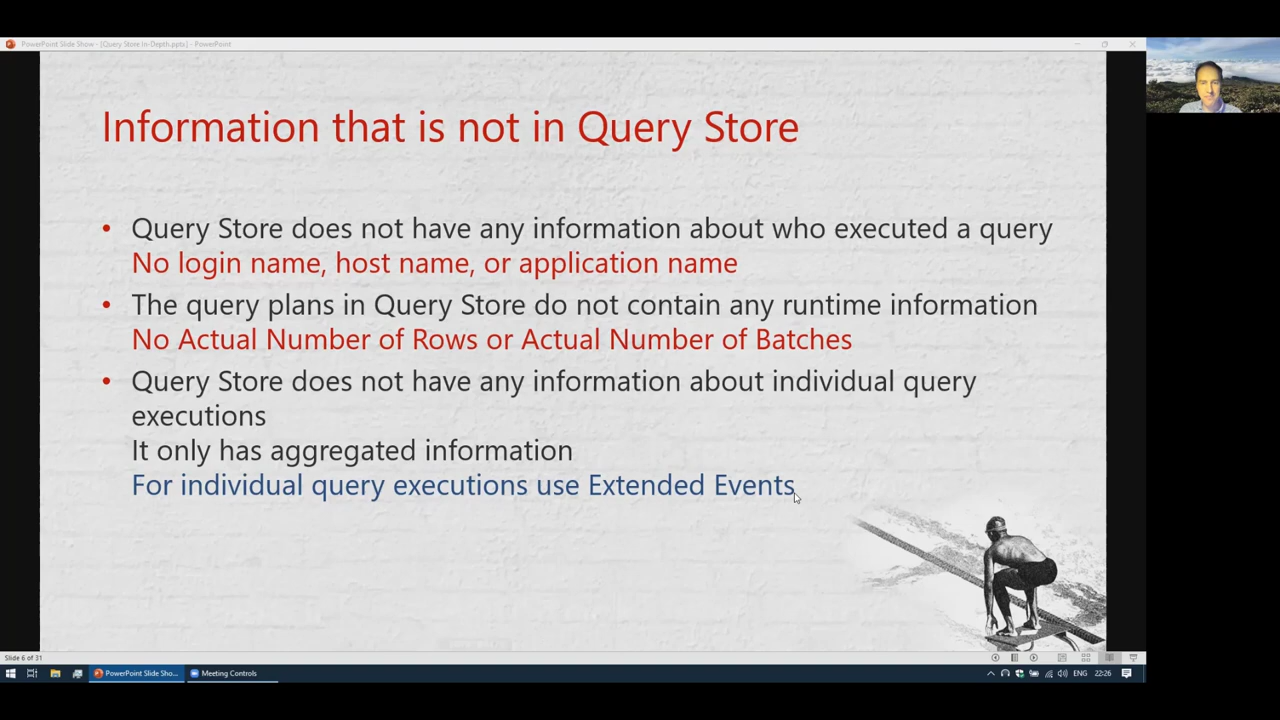 PowerPoint Slide Show - [Query Store In-Depth.pptx] - PowerPoint
Information that is not in Query Store
• Query Store does not have any information about who executed a query
No login name, host name, or application name
• The query plans in Query Store do not contain any runtime information
No Actual Number of Rows or Actual Number of Batches
• Query Store does not have any information about individual query
executions
It only has aggregated information
For individual query executions use Extended Events
Slide 6 of 31
PowerPoint Slide Sho...
Meeting Controls
ENG
22:26